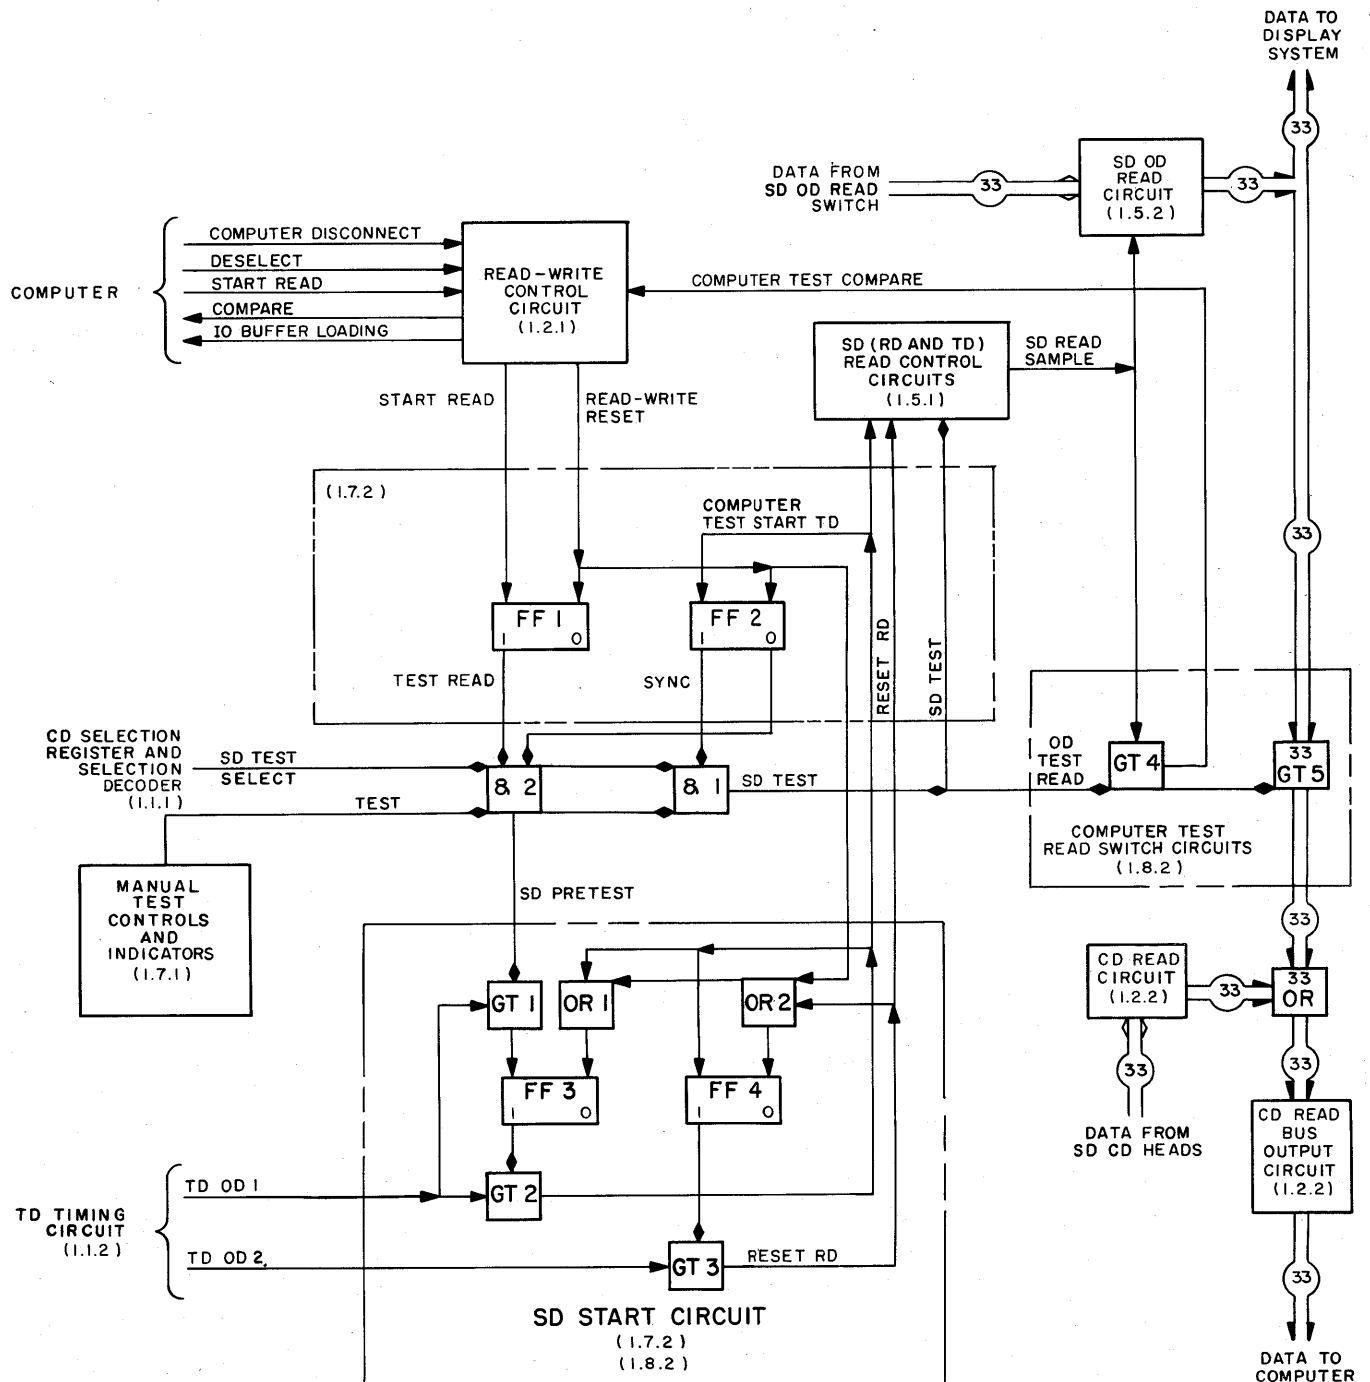 DATA TO
DISPLAY
SYSTEM
33
DATA FROM
SD OD READ
SWITCH
33
SD OD
READ
CIRCUIT
(1.5.2)
33
COMPUTER
COMPUTER DISCONNECT
DESELECT
START READ
COMPARE
IO BUFFER LOADING
READ-WRITE
CONTROL
CIRCUIT
(1.2.1)
COMPUTER TEST COMPARE
SD (RD AND TD)
READ CONTROL
CIRCUITS
(1.5.1)
SD READ
SAMPLE
START READ
READ-WRITE
RESET
(1.7.2)
COMPUTER
TEST START TD
33
FF 1
1 0
FF 2
1 0
TEST READ
SYNC
RESET RD
SD TEST
CD SELECTION
REGISTER AND
SELECTION
DECODER
(1.1.1)
SD TEST
SELECT
TEST
& 2
& 1
SD TEST
OD
TEST
READ
GT 4
33
GT 5
COMPUTER TEST
READ SWITCH CIRCUITS
(1.8.2)
MANUAL
TEST
CONTROLS
AND
INDICATORS
(1.7.1)
SD PRETEST
33
GT 1
OR 1
OR 2
CD READ
CIRCUIT
(1.2.2)
33
33
OR
FF 3
1 0
FF 4
1 0
33
33
DATA FROM
SD CD HEADS
CD READ
BUS
OUTPUT
CIRCUIT
(1.2.2)
TD TIMING
CIRCUIT
(1.1.2)
TD OD 1
GT 2
TD OD 2
GT 3
RESET RD
33
SD START CIRCUIT
(1.7.2)
(1.8.2)
DATA TO
COMPUTER